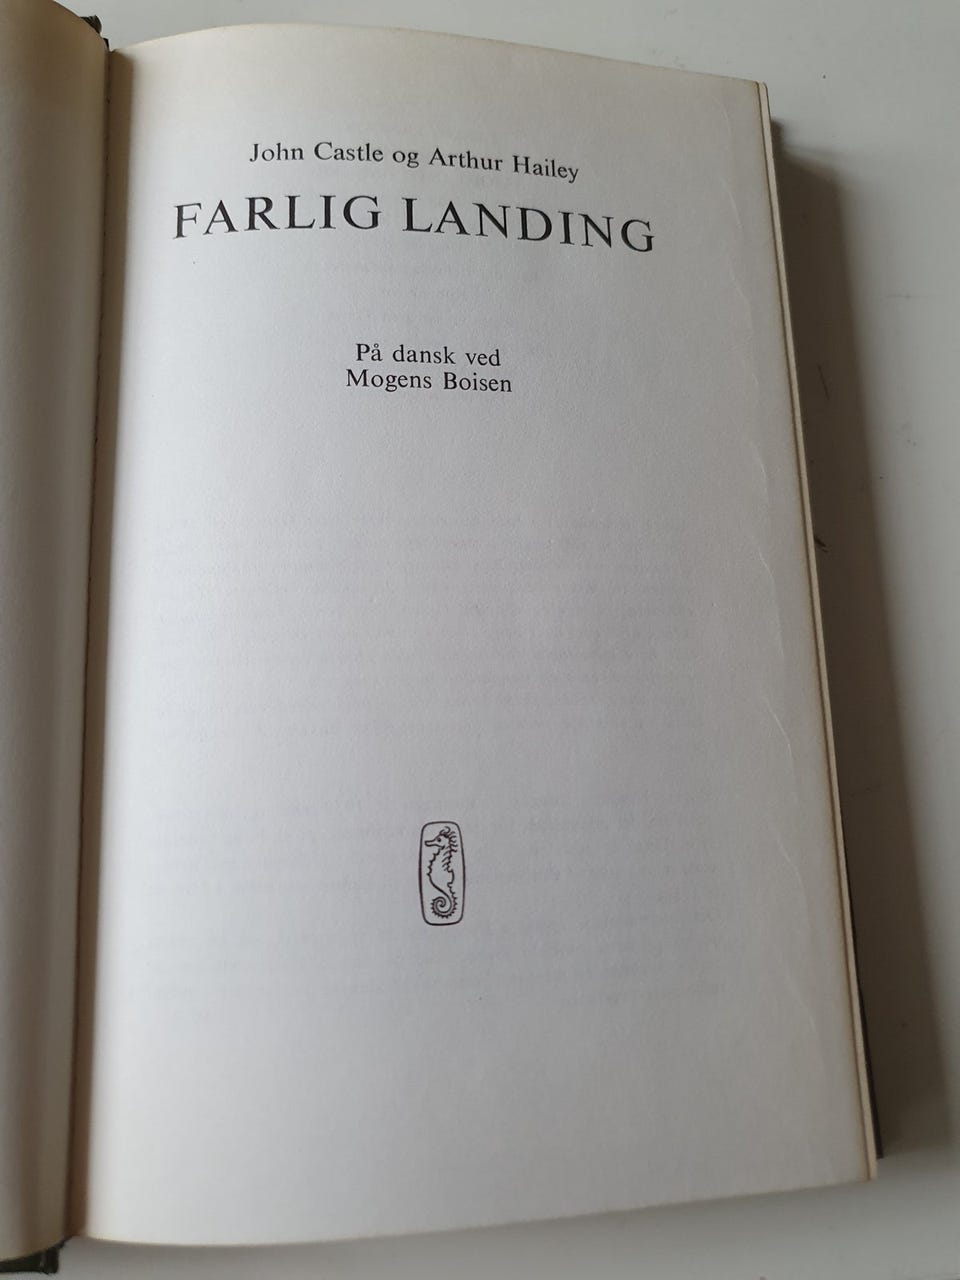 John Castle og Arthur Hailey
FARLIG LANDING
På dansk ved
Mogens Boisen